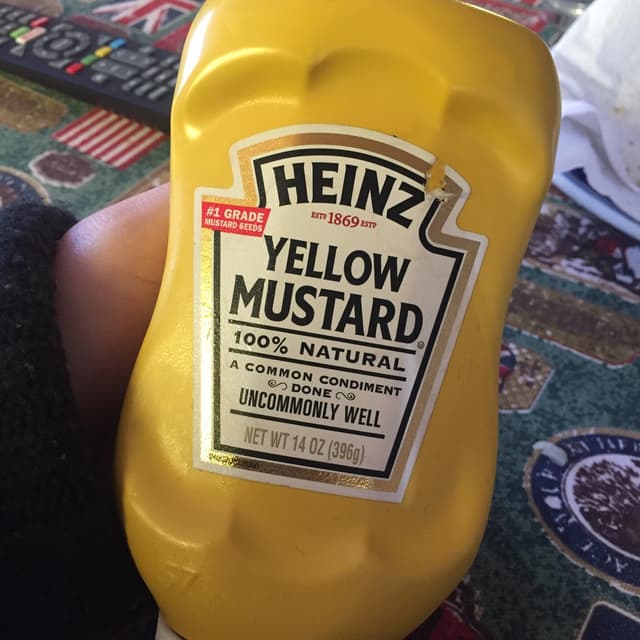 HEINZ
ESTD 1869 ESTD
#1 GRADE
MUSTARD SEEDS
YELLOW
MUSTARD®
100% NATURAL
A COMMON CONDIMENT
DONE
UNCOMMONLY WELL
NET WT 14 OZ (396g)
57